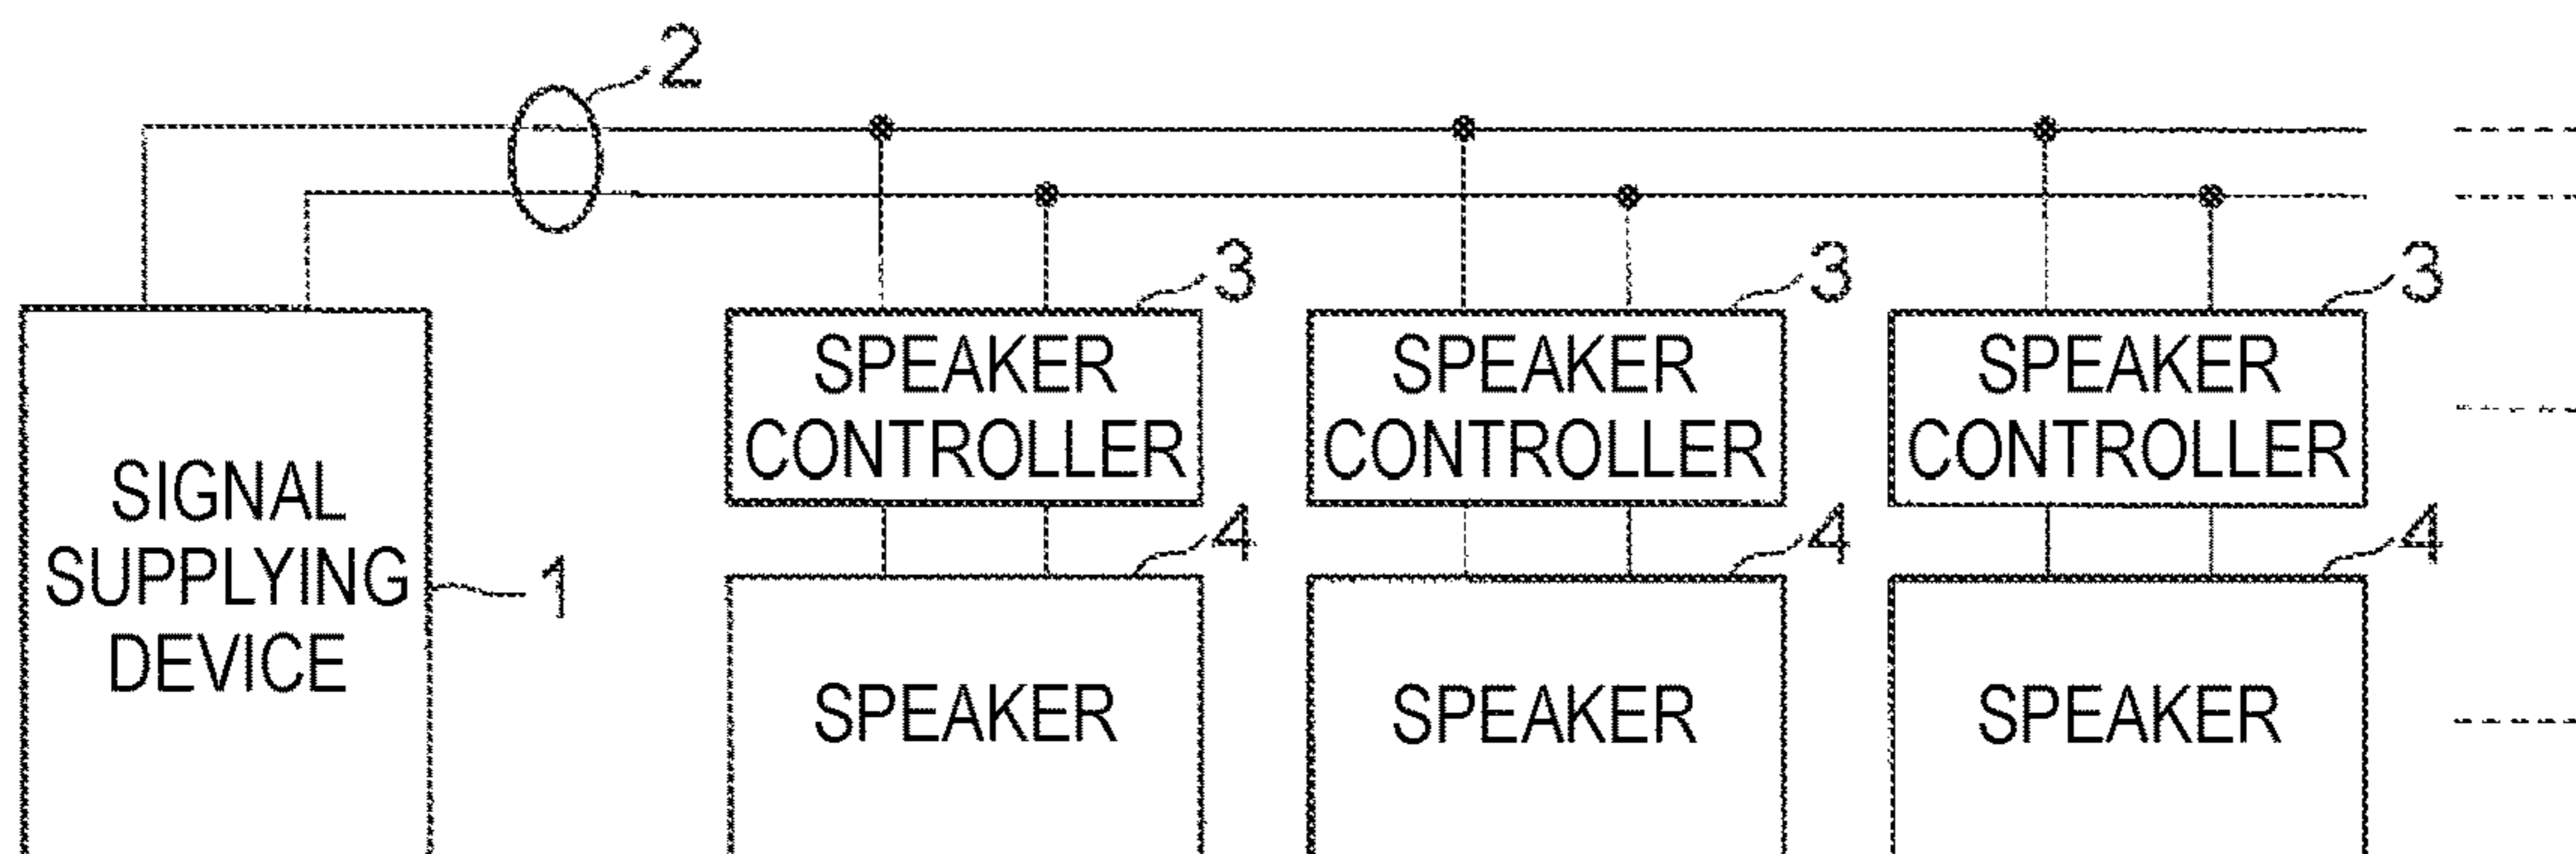 2
3
3
3
SPEAKER
CONTROLLER
SPEAKER
CONTROLLER
SPEAKER
CONTROLLER
SIGNAL
SUPPLYING
DEVICE
1
4
4
4
SPEAKER
SPEAKER
SPEAKER